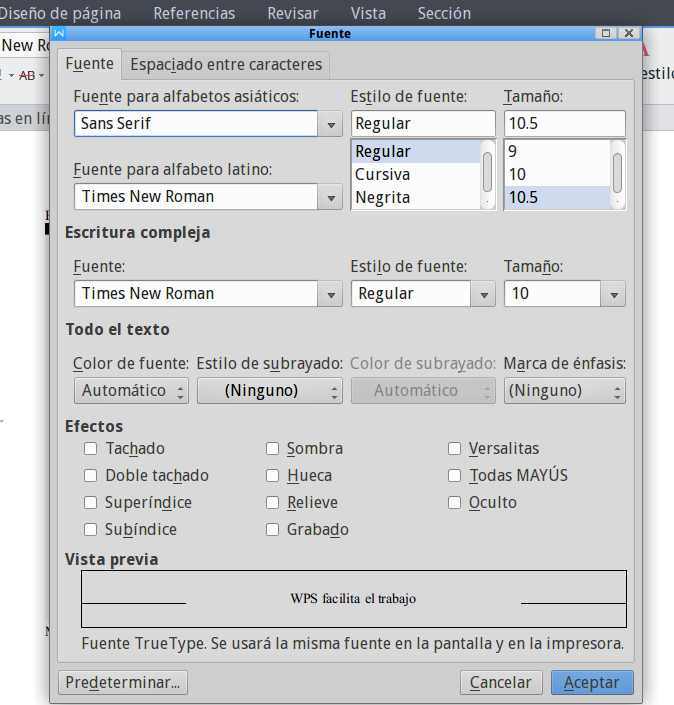 Diseño de página Referencias Revisar Vista Sección
Fuente
New Ro
AB
estilo
as en lí
Fuente Espaciado entre caracteres
Fuente para alfabetos asiáticos: Estilo de fuente: Tamaño:
Sans Serif Regular 10.5
Regular 9
Cursiva 10
Negrita 10.5
Fuente para alfabeto latino:
Times New Roman
Escritura compleja
Fuente: Estilo de fuente: Tamaño:
Times New Roman Regular 10
Todo el texto
Color de fuente: Estilo de subrayado: Color de subrayado: Marca de énfasis:
Automático (Ninguno) Automático (Ninguno)
Efectos
Tachado Sombra Versalitas
Doble tachado Hueca Todas MAYÚS
Superíndice Relieve Oculto
Subíndice Grabado
Vista previa
WPS facilita el trabajo
Fuente TrueType. Se usará la misma fuente en la pantalla y en la impresora.
Predeterminar... Cancelar Aceptar